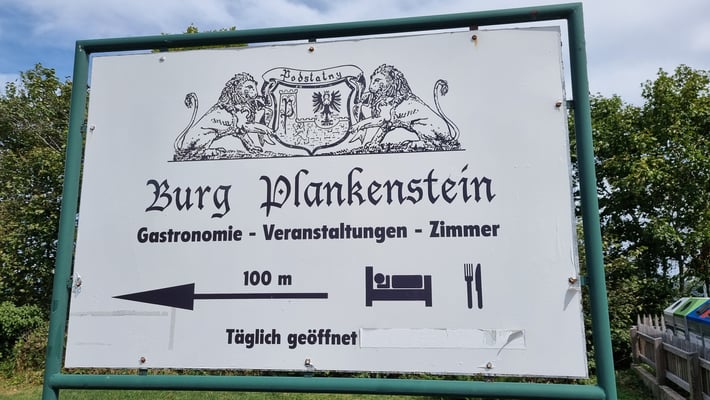 Podstatny
Burg Plankenstein
Gastronomie - Veranstaltungen - Zimmer
100 m
Täglich geöffnet